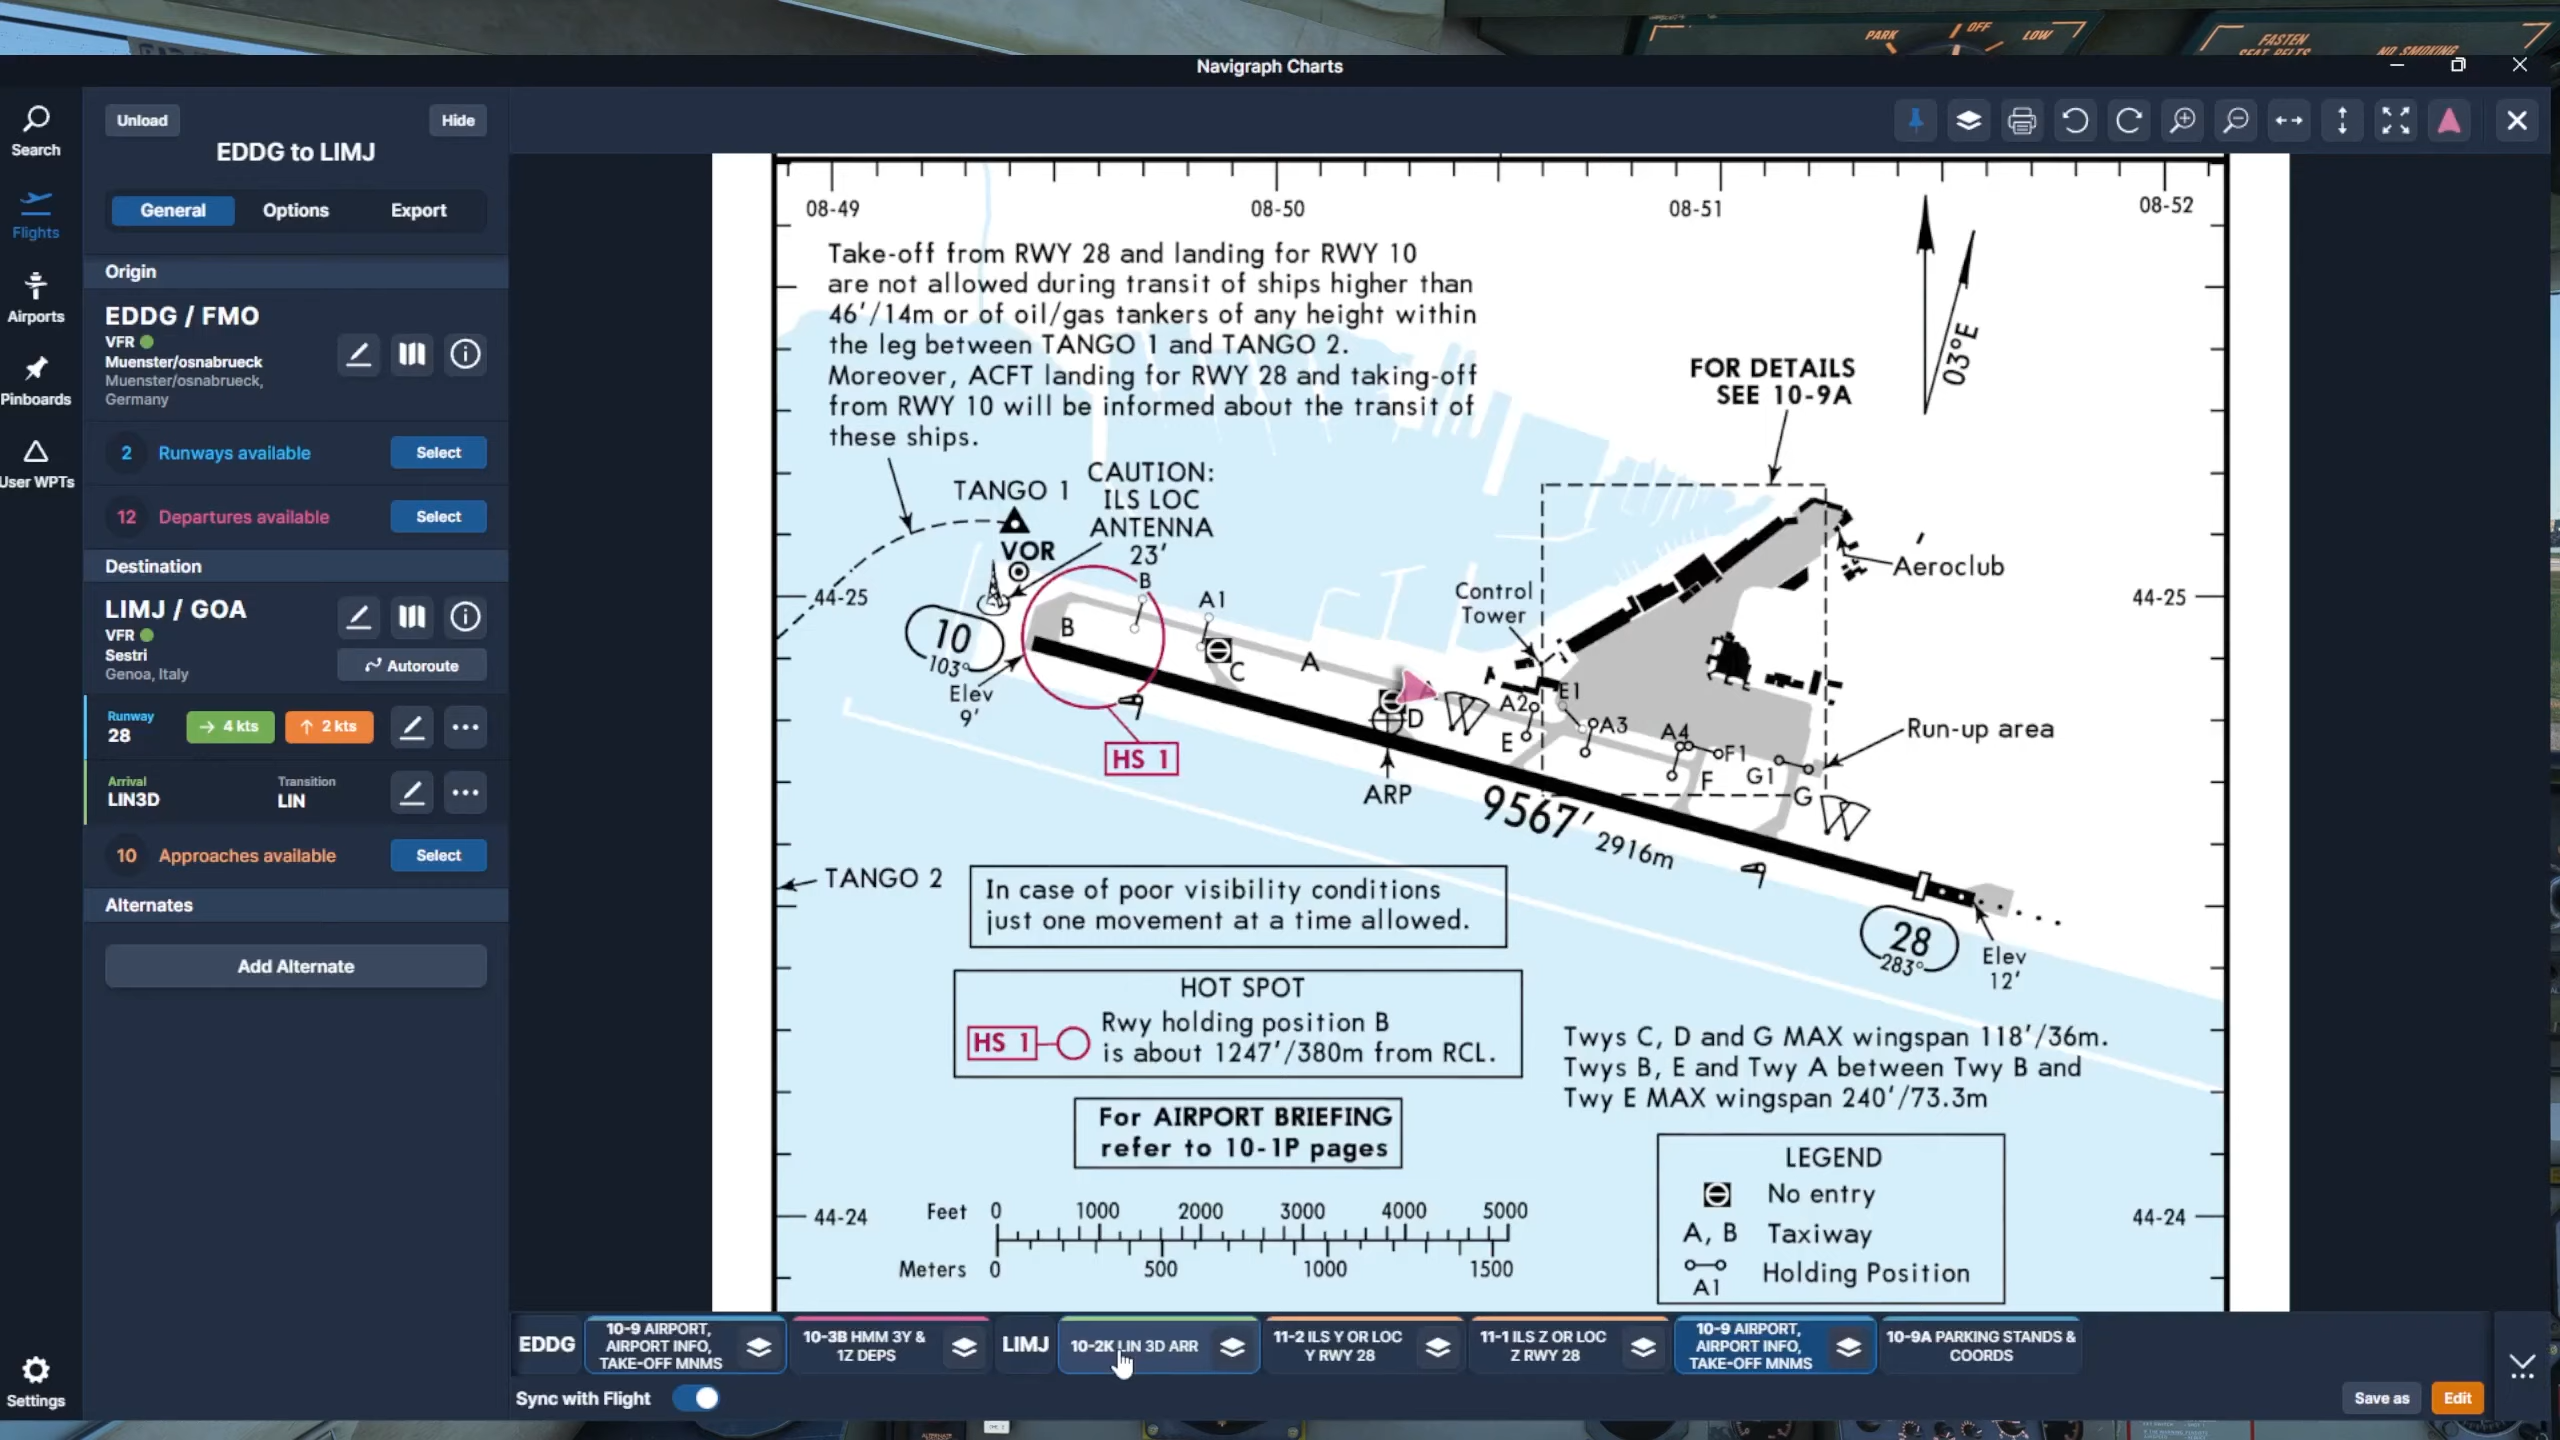 PARK
OFF
LOW
FASTEN
SEAT BELTS
NO SMOKING
Navigraph Charts
Search
Flights
Airports
Pinboards
User WPTs
Settings
Unload
Hide
EDDG to LIMJ
General
Options
Export
Origin
EDDG / FMO
VFR
Muenster/osnabrueck
Muenster/osnabrueck,
Germany
2 Runways available
Select
12 Departures available
Select
Destination
LIMJ / GOA
VFR
Sestri
Genoa, Italy
Autoroute
Runway
28
→ 4 kts
↑ 2 kts
Arrival
LIN3D
Transition
LIN
10 Approaches available
Select
Alternates
Add Alternate
08-49
08-50
08-51
08-52
Take-off from RWY 28 and landing for RWY 10
are not allowed during transit of ships higher than
46'/14m or of oil/gas tankers of any height within
the leg between TANGO 1 and TANGO 2.
Moreover, ACFT landing for RWY 28 and taking-off
from RWY 10 will be informed about the transit of
these ships.
03°E
FOR DETAILS
SEE 10-9A
TANGO 1
VOR
CAUTION:
ILS LOC
ANTENNA
23'
B
A1
Aeroclub
Control
Tower
44-25
44-25
10
103°
B
C
A
Elev
9'
HS 1
D
ARP
A2
E1
E
A3
A4
F1
F
G1
G
Run-up area
9567' 2916m
28
283°
Elev
12'
TANGO 2
In case of poor visibility conditions
just one movement at a time allowed.
HOT SPOT
HS 1
Rwy holding position B
is about 1247'/380m from RCL.
Twys C, D and G MAX wingspan 118'/36m.
Twys B, E and Twy A between Twy B and
Twy E MAX wingspan 240'/73.3m
For AIRPORT BRIEFING
refer to 10-1P pages
LEGEND
No entry
A, B Taxiway
A1 Holding Position
44-24
44-24
Feet 0 1000 2000 3000 4000 5000
Meters 0 500 1000 1500
EDDG
10-9 AIRPORT,
AIRPORT INFO,
TAKE-OFF MNMS
10-3B HMM 3Y &
1Z DEPS
LIMJ
10-2K LIN 3D ARR
11-2 ILS Y OR LOC
Y RWY 28
11-1 ILS Z OR LOC
Z RWY 28
10-9 AIRPORT,
AIRPORT INFO,
TAKE-OFF MNMS
10-9A PARKING STANDS &
COORDS
Sync with Flight
Save as
Edit